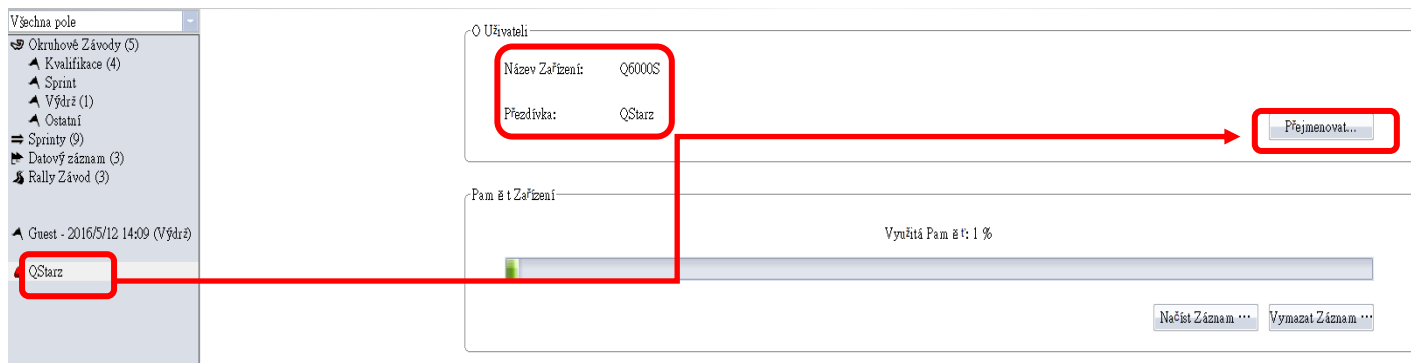 Všechna pole
Okruhové Závody (5)
Kvalifikace (4)
Sprint
Výdrž (1)
Ostatní
Sprinty (9)
Datový záznam (3)
Rally Závod (3)
Guest - 2016/5/12 14:09 (Výdrž)
QStarz
O Uživateli
Název Zařízení: Q6000S
Přezdívka: QStarz
Přejmenovat...
Pam ě t Zařízení
Využitá Pam ě ť: 1 %
Načíst Záznam ... Vymazat Záznam ...